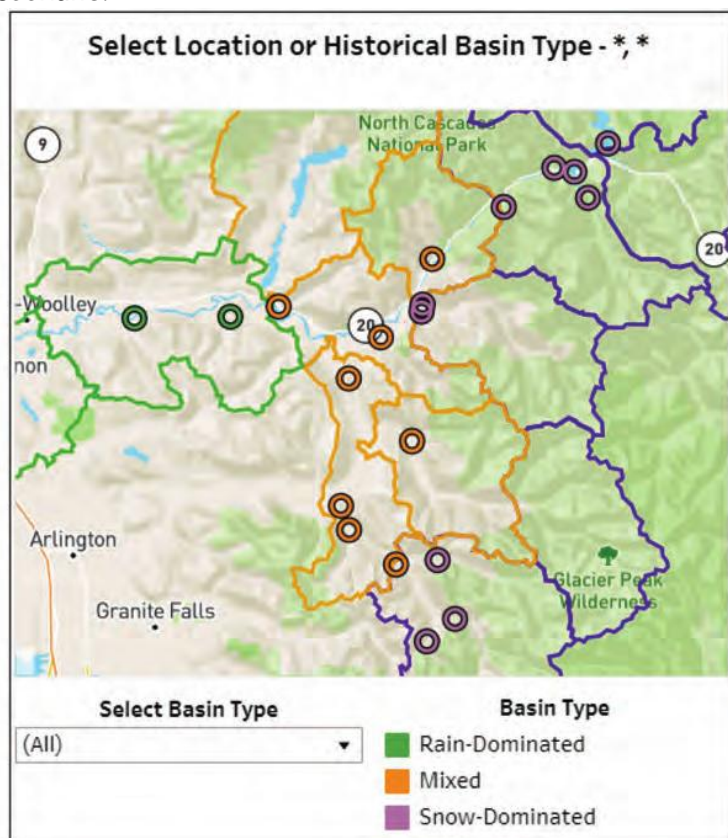 Select Location or Historical Basin Type - *, *
North Cascades
National Park
9
20
-Woolley
20
non
Arlington
Glacier Peak
Wilderness
Granite Falls
Select Basin Type
(All)
Basin Type
Rain-Dominated
Mixed
Snow-Dominated